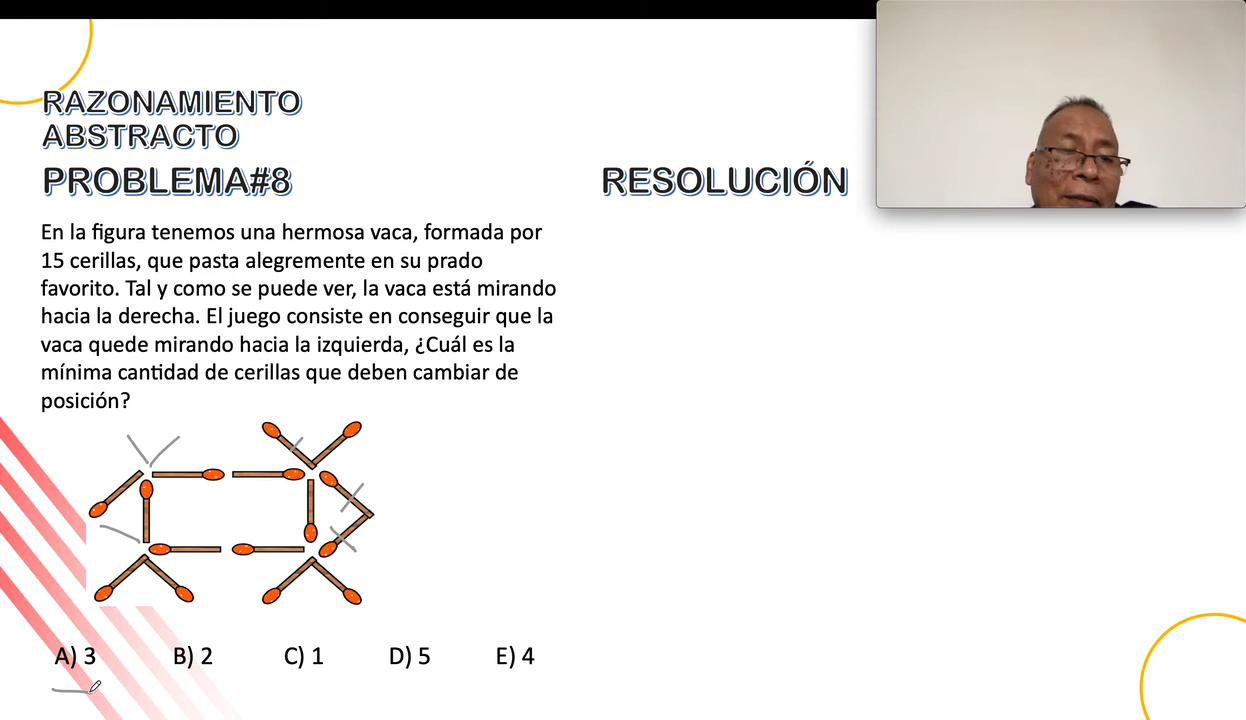 RAZONAMIENTO
ABSTRACTO
PROBLEMA#8
RESOLUCIÓN
En la figura tenemos una hermosa vaca, formada por
15 cerillas, que pasta alegremente en su prado
favorito. Tal y como se puede ver, la vaca está mirando
hacia la derecha. El juego consiste en conseguir que la
vaca quede mirando hacia la izquierda, ¿Cuál es la
mínima cantidad de cerillas que deben cambiar de
posición?
A) 3 B) 2 C) 1 D) 5 E) 4